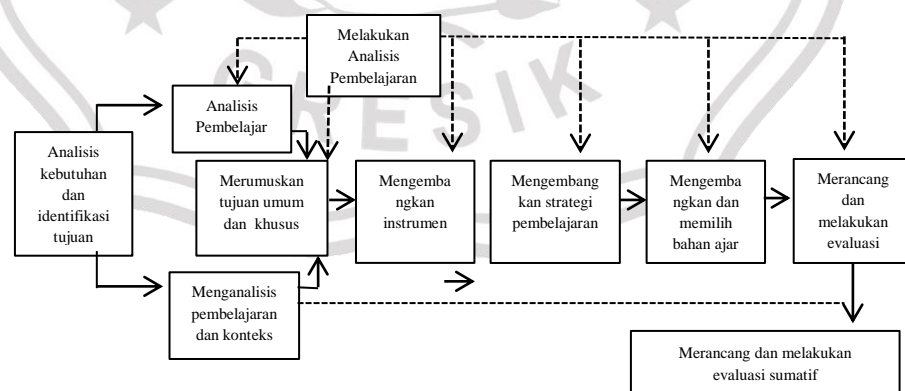 Melakukan
Analisis
Pembelajaran
GRESIK
Analisis
Pembelajar
Analisis
kebutuhan
dan
identifikasi
tujuan
Merumuskan
tujuan umum
dan khusus
Mengemba
ngkan
instrumen
Mengembang
kan strategi
pembelajaran
Mengemba
ngkan dan
memilih
bahan ajar
Merancang
dan
melakukan
evaluasi
Menganalisis
pembelajaran
dan konteks
Merancang dan melakukan
evaluasi sumatif